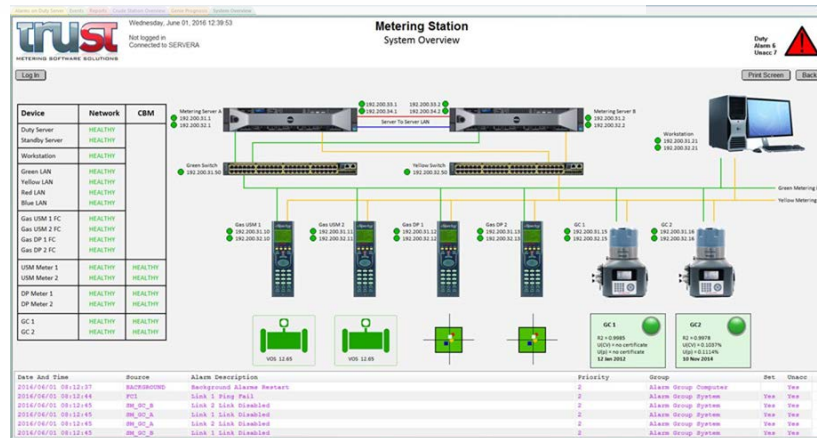 Alarms on Duty Server Events Reports Create Station Overview Gross Prognosis System Overview
Wednesday, June 01, 2016 12:39:53
Metering Station
trust
Not logged in
Connected to SERVERA
System Overview
Duty
Alarm 6
Unacc 7
METERING SOFTWARE SOLUTIONS
Log In
Print Screen
Back
Device Network CBM
Duty Server HEALTHY
Standby Server HEALTHY
Workstation HEALTHY
Green LAN HEALTHY
Yellow LAN HEALTHY
Red LAN HEALTHY
Blue LAN HEALTHY
Gas USM 1 FC HEALTHY
Gas USM 2 FC HEALTHY
Gas DP 1 FC HEALTHY
Gas DP 2 FC HEALTHY
USM Meter 1 HEALTHY HEALTHY
USM Meter 2 HEALTHY HEALTHY
DP Meter 1 HEALTHY HEALTHY
DP Meter 2 HEALTHY HEALTHY
GC 1 HEALTHY HEALTHY
GC 2 HEALTHY HEALTHY
Metering Server A
192.200.31.1
192.200.32.1
192.200.33.1 192.200.33.2
192.200.34.1 192.200.34.2
Server To Server LAN
Metering Server B
192.200.31.2
192.200.32.2
Workstation
192.200.31.21
192.200.32.21
Green Switch
192.200.31.50
Yellow Switch
192.200.32.50
Green Metering
Yellow Metering
Gas USM 1
192.200.31.10
192.200.32.10
Gas USM 2
192.200.31.11
192.200.32.11
Gas DP 1
192.200.31.12
192.200.32.12
Gas DP 2
192.200.31.13
192.200.32.13
GC 1
192.200.31.15
192.200.32.15
GC 2
192.200.31.16
192.200.32.16
VOS 12.65
VOS 12.65
GC 1
R2 = 0.9985
U(CV) = no certificate
U(p) = no certificate
12 Jan 2012
GC2
R2 = 0.9978
U(CV) = 0.1037%
U(p) = 0.1114%
10 Nov 2014
Date And Time Source Alarm Description Priority Group Set Unacc
2016/06/01 08:12:37 BACKGROUND Background Alarms Restart 2 Alarm Group Computer Yes
2016/06/01 08:12:44 FC1 Link 1 Ping Fail 2 Alarm Group System Yes Yes
2016/06/01 08:12:45 SM_GC_B Link 2 Link Disabled 2 Alarm Group System Yes Yes
2016/06/01 08:12:45 SM_GC_A Link 1 Link Disabled 2 Alarm Group System Yes Yes
2016/06/01 08:12:45 SM_GC_A Link 2 Link Disabled 2 Alarm Group System Yes Yes
2016/06/01 08:12:45 SM_GC_B Link 1 Link Disabled 2 Alarm Group System Yes Yes